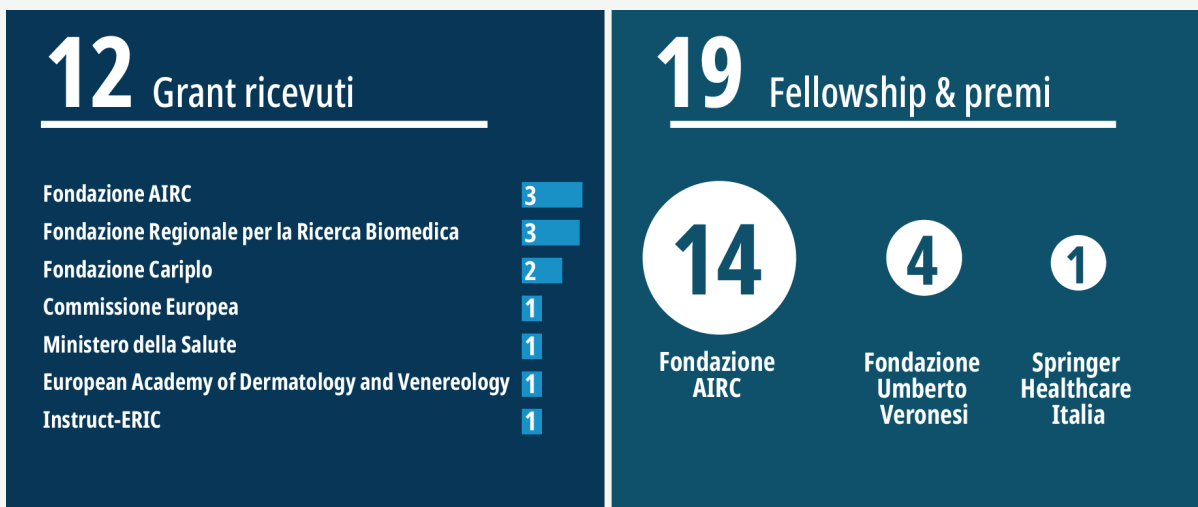 12 Grant ricevuti
Fondazione AIRC 3
Fondazione Regionale per la Ricerca Biomedica 3
Fondazione Cariplo 2
Commissione Europea 1
Ministero della Salute 1
European Academy of Dermatology and Venereology 1
Instruct-ERIC 1
19 Fellowship & premi
14
Fondazione
AIRC
4
Fondazione
Umberto
Veronesi
1
Springer
Healthcare
Italia